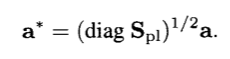 a* = (diag S_pl)^{1/2} a.